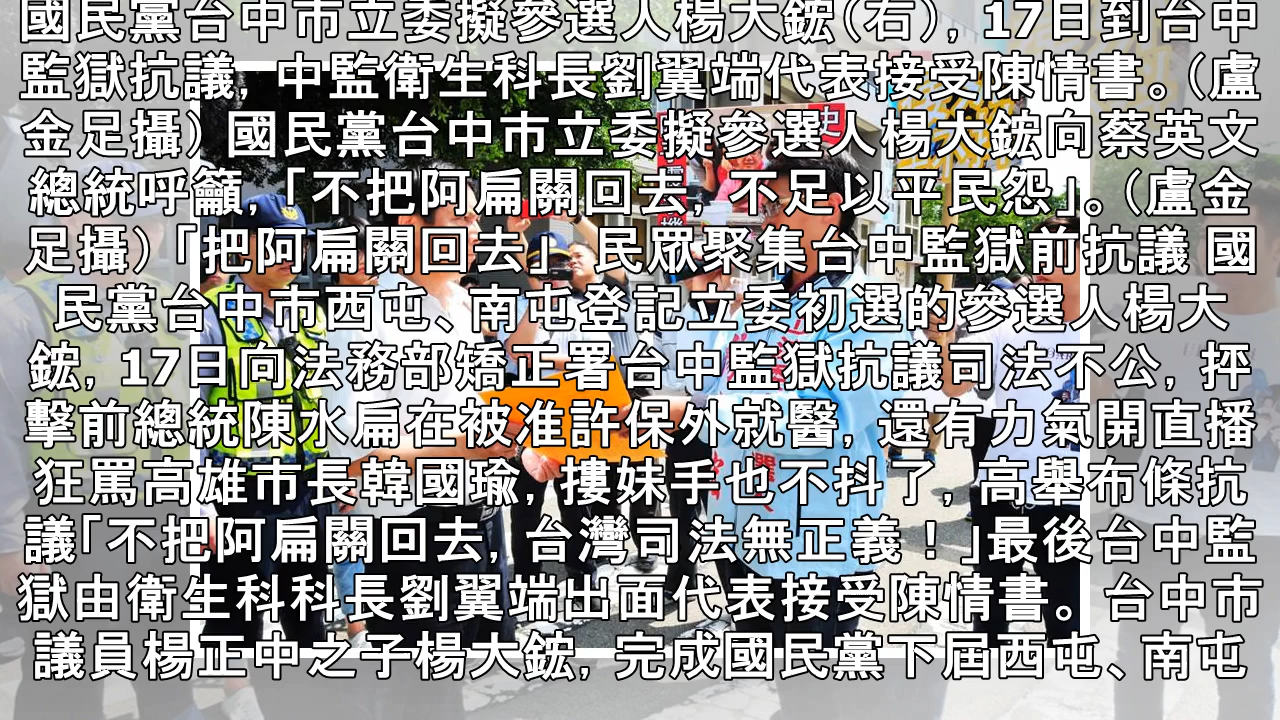 國民黨台中市立委擬參選人楊大鋐（右），17日到台中
監獄抗議，中監衛生科長劉翼端代表接受陳情書。（盧
金足攝）國民黨台中市立委擬參選人楊大鋐向蔡英文
總統呼籲，「不把阿扁關回去，不足以平民怨」。（盧金
足攝）「把阿扁關回去」 民眾聚集台中監獄前抗議 國
民黨台中市西屯、南屯登記立委初選的參選人楊大
鋐，17日向法務部矯正署台中監獄抗議司法不公，抨
擊前總統陳水扁在被准許保外就醫，還有力氣開直播
狂罵高雄市長韓國瑜，摟妹手也不抖了，高舉布條抗
議「不把阿扁關回去，台灣司法無正義！」最後台中監
獄由衛生科科長劉翼端出面代表接受陳情書。台中市
議員楊正中之子楊大鋐，完成國民黨下屆西屯、南屯
史